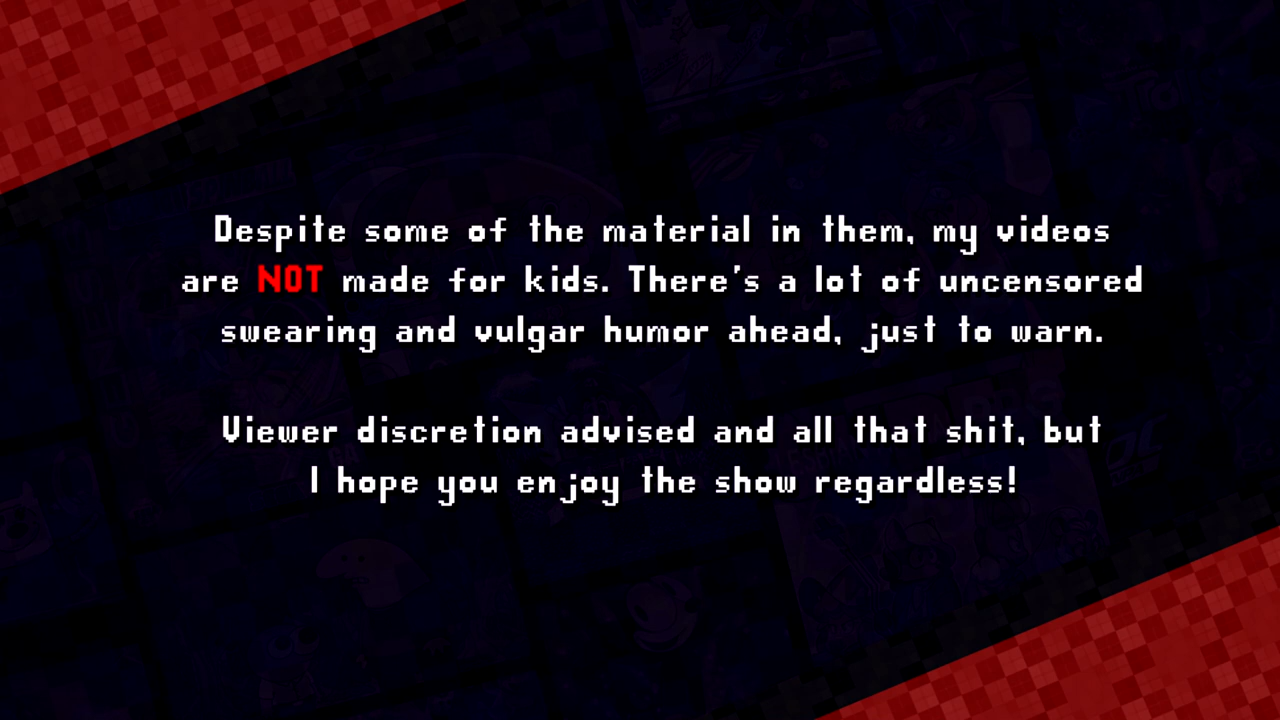 Despite some of the material in them, my videos
are NOT made for kids. There's a lot of uncensored
swearing and vulgar humor ahead, just to warn.
Viewer discretion advised and all that shit, but
I hope you enjoy the show regardless!